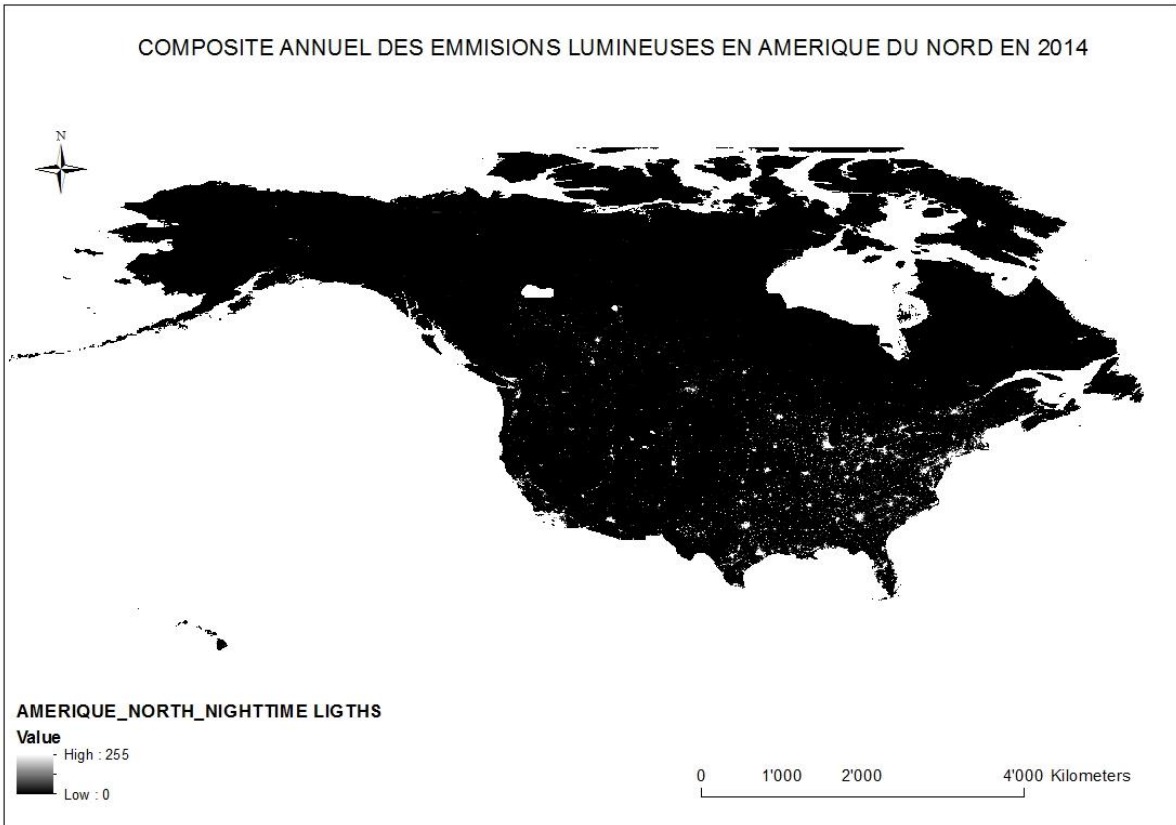 COMPOSITE ANNUEL DES EMMISIONS LUMINEUSES EN AMERIQUE DU NORD EN 2014
N
AMERIQUE_NORTH_NIGHTTIME LIGTHS
Value
High : 255
Low : 0
0 1'000 2'000 4'000 Kilometers